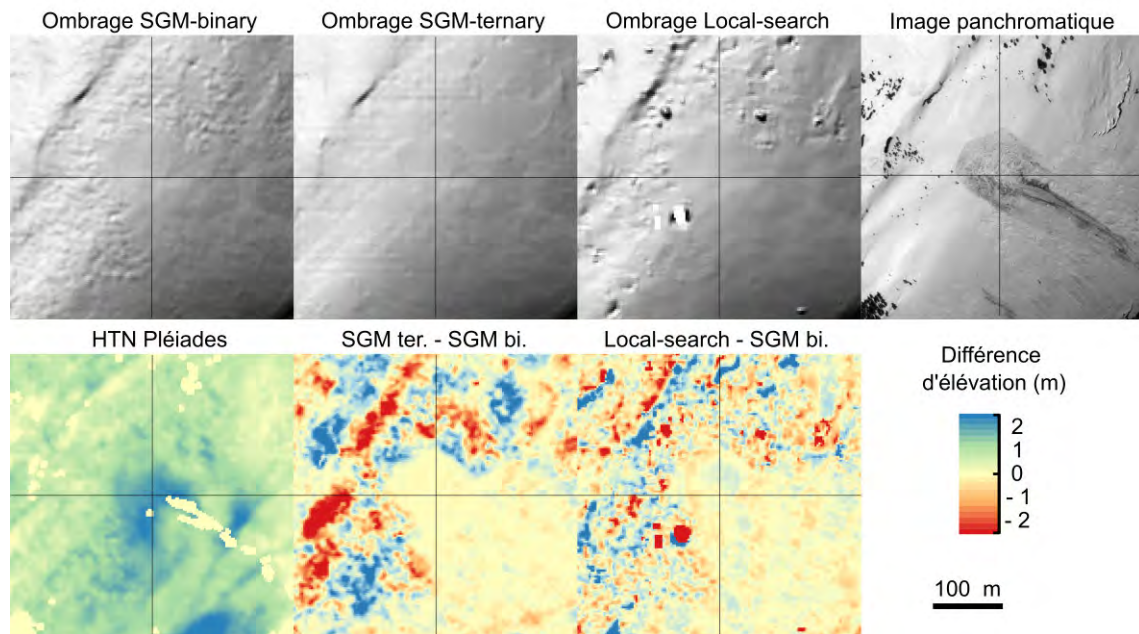 Ombrage SGM-binary
Ombrage SGM-ternary
Ombrage Local-search
Image panchromatique
HTN Pléiades
SGM ter. - SGM bi.
Local-search - SGM bi.
Différence
d'élévation (m)
2
1
0
- 1
- 2
100 m